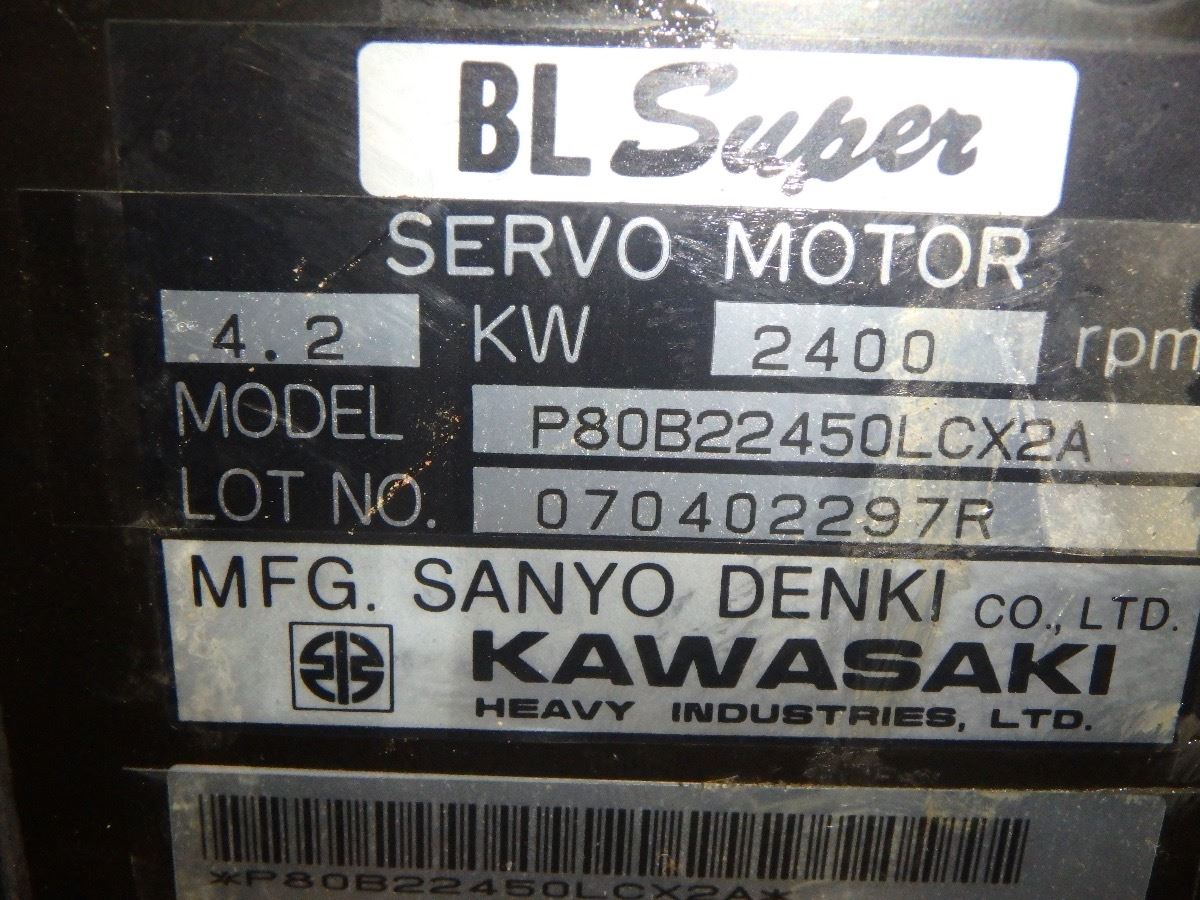 BL Super
SERVO MOTOR
4.2 KW 2400 rpm
MODEL P80B22450LCX2A
LOT NO. 070402297R
MFG. SANYO DENKI CO., LTD.
KAWASAKI
HEAVY INDUSTRIES, LTD.
*P80B22450LCX2A*